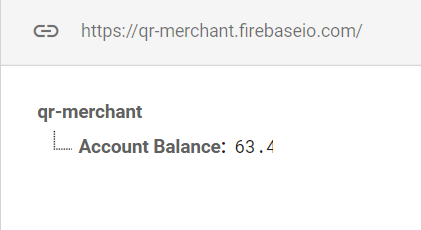 https://qr-merchant.firebaseio.com/
qr-merchant
Account Balance: 63.4